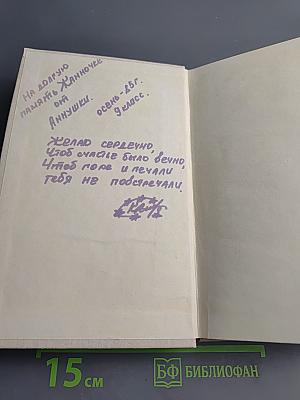 На долгую
память Жанночке
от
Аннушки.
осень-85г.
9 класс.
Желаю сердечно,
Чтоб счастье было вечно,
Чтоб горе и печали
тебя не повстречали.
15 см
БФ БИБЛИОФАН